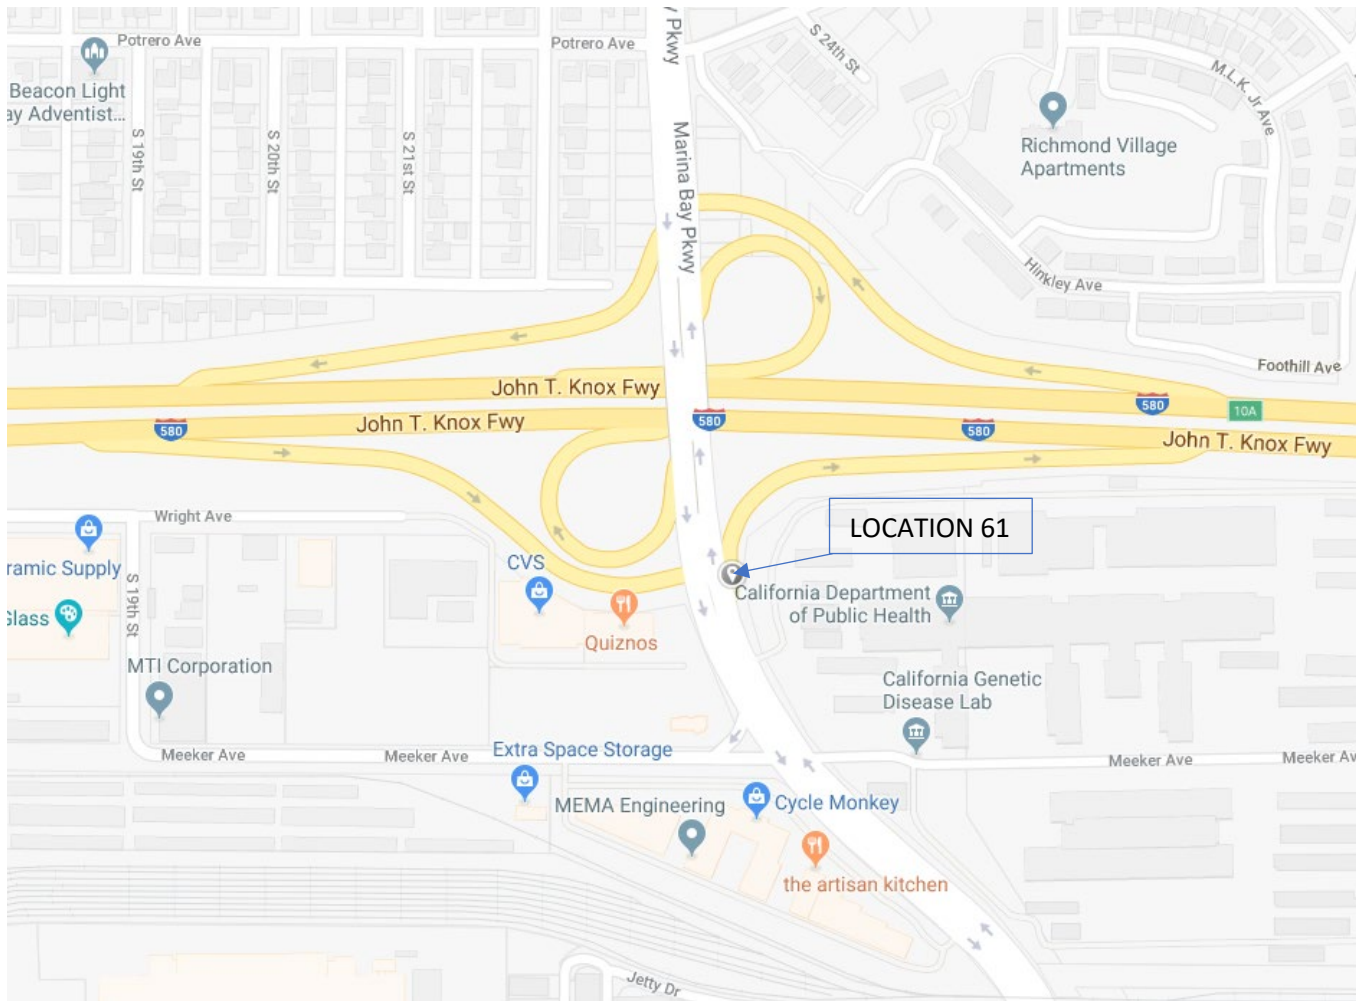 Potrero Ave
Potrero Ave
y Pkwy
S 24th St
M.L.K. Jr Ave
Beacon Light
ay Adventist...
S 19th St
S 20th St
S 21st St
Marina Bay Pkwy
Richmond Village
Apartments
Hinkley Ave
Foothill Ave
John T. Knox Fwy
580
10A
John T. Knox Fwy
580
580
580
John T. Knox Fwy
Wright Ave
LOCATION 61
ramic Supply
CVS
S 19th St
California Department
of Public Health
Glass
Quiznos
MTI Corporation
California Genetic
Disease Lab
Meeker Ave
Meeker Ave
Extra Space Storage
Meeker Ave
Meeker Av
MEMA Engineering
Cycle Monkey
the artisan kitchen
Jetty Dr